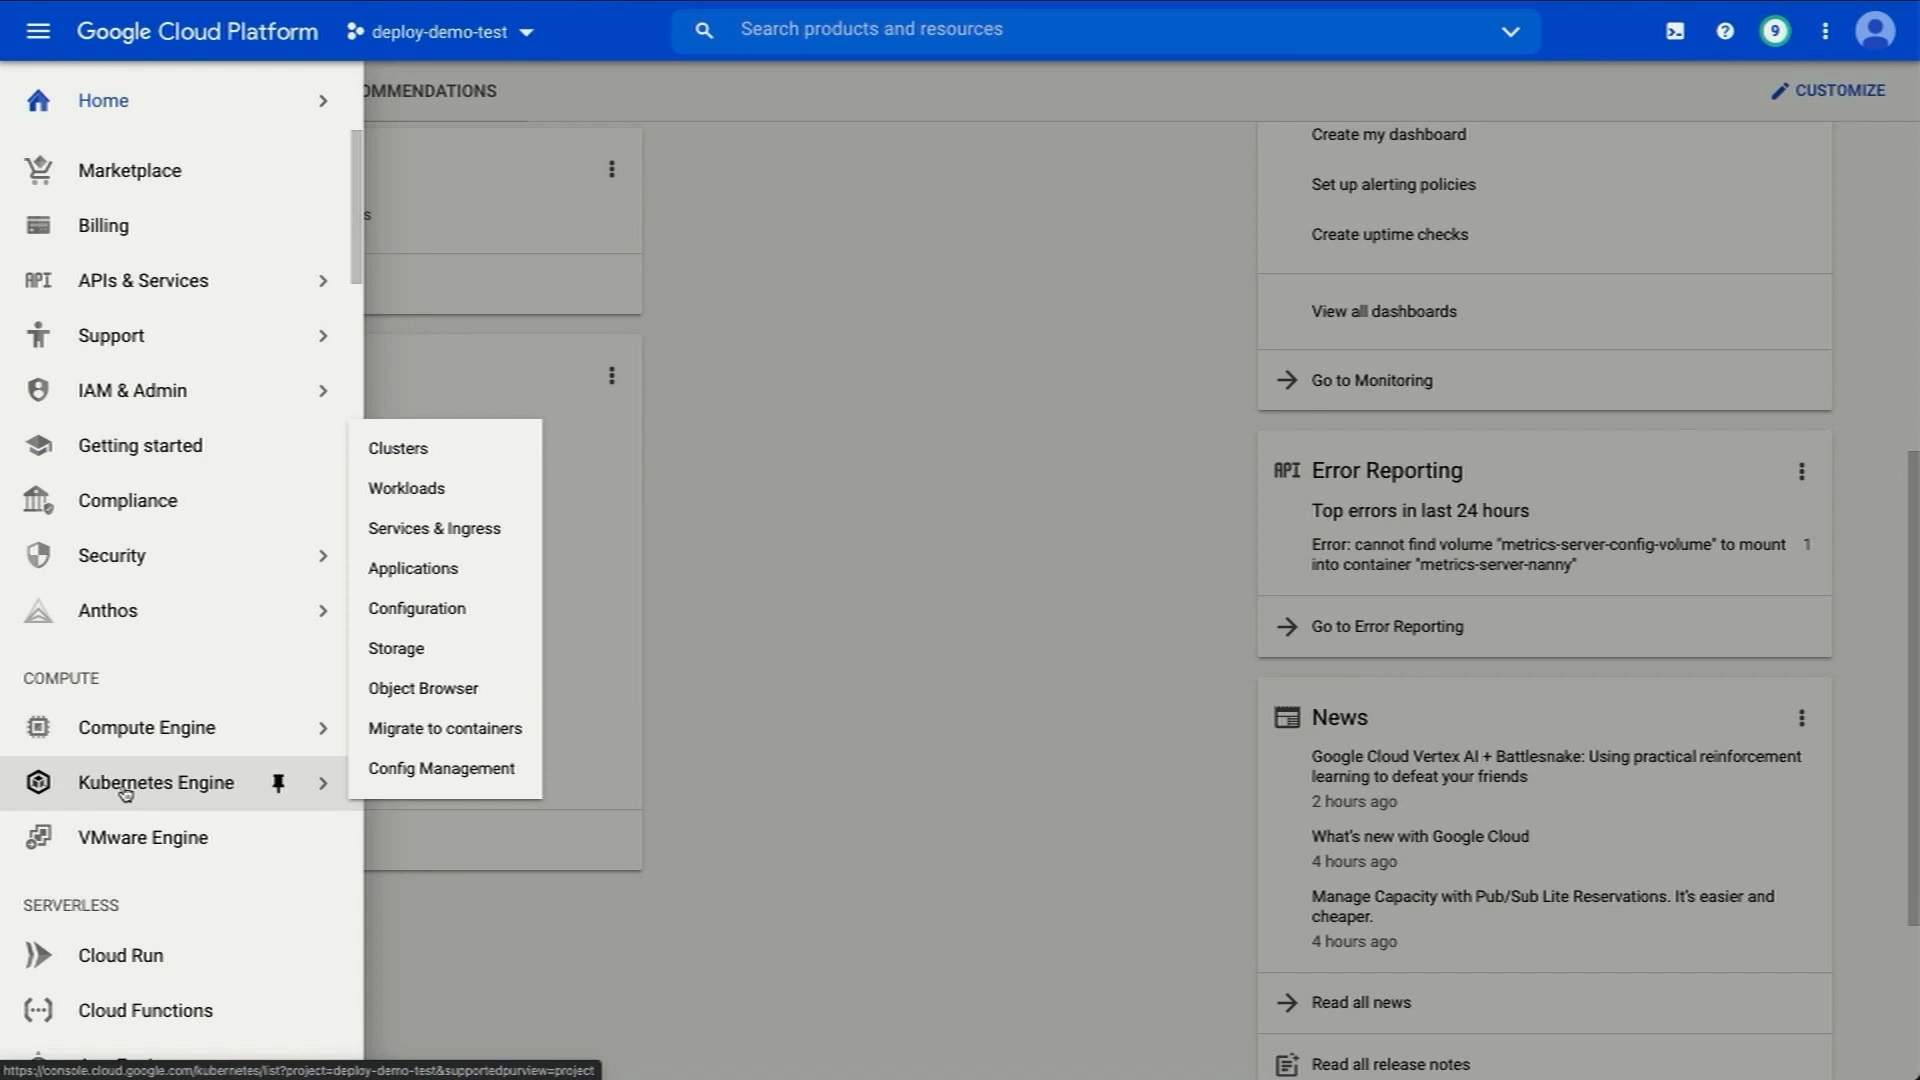 Google Cloud Platform
deploy-demo-test
Search products and resources
9
Home
Marketplace
Billing
API
APIs & Services
Support
IAM & Admin
Getting started
Compliance
Security
Anthos
COMPUTE
Compute Engine
Kubernetes Engine
VMware Engine
SERVERLESS
Cloud Run
Cloud Functions
https://console.cloud.google.com/kubernetes/list?project=deploy-demo-test&supportedpurview=project
Clusters
Workloads
Services & Ingress
Applications
Configuration
Storage
Object Browser
Migrate to containers
Config Management
OMMENDATIONS
s
CUSTOMIZE
Create my dashboard
Set up alerting policies
Create uptime checks
View all dashboards
Go to Monitoring
API Error Reporting
Top errors in last 24 hours
Error: cannot find volume "metrics-server-config-volume" to mount 1
into container "metrics-server-nanny"
Go to Error Reporting
News
Google Cloud Vertex AI + Battlesnake: Using practical reinforcement
learning to defeat your friends
2 hours ago
What's new with Google Cloud
4 hours ago
Manage Capacity with Pub/Sub Lite Reservations. It's easier and
cheaper.
4 hours ago
Read all news
Read all release notes